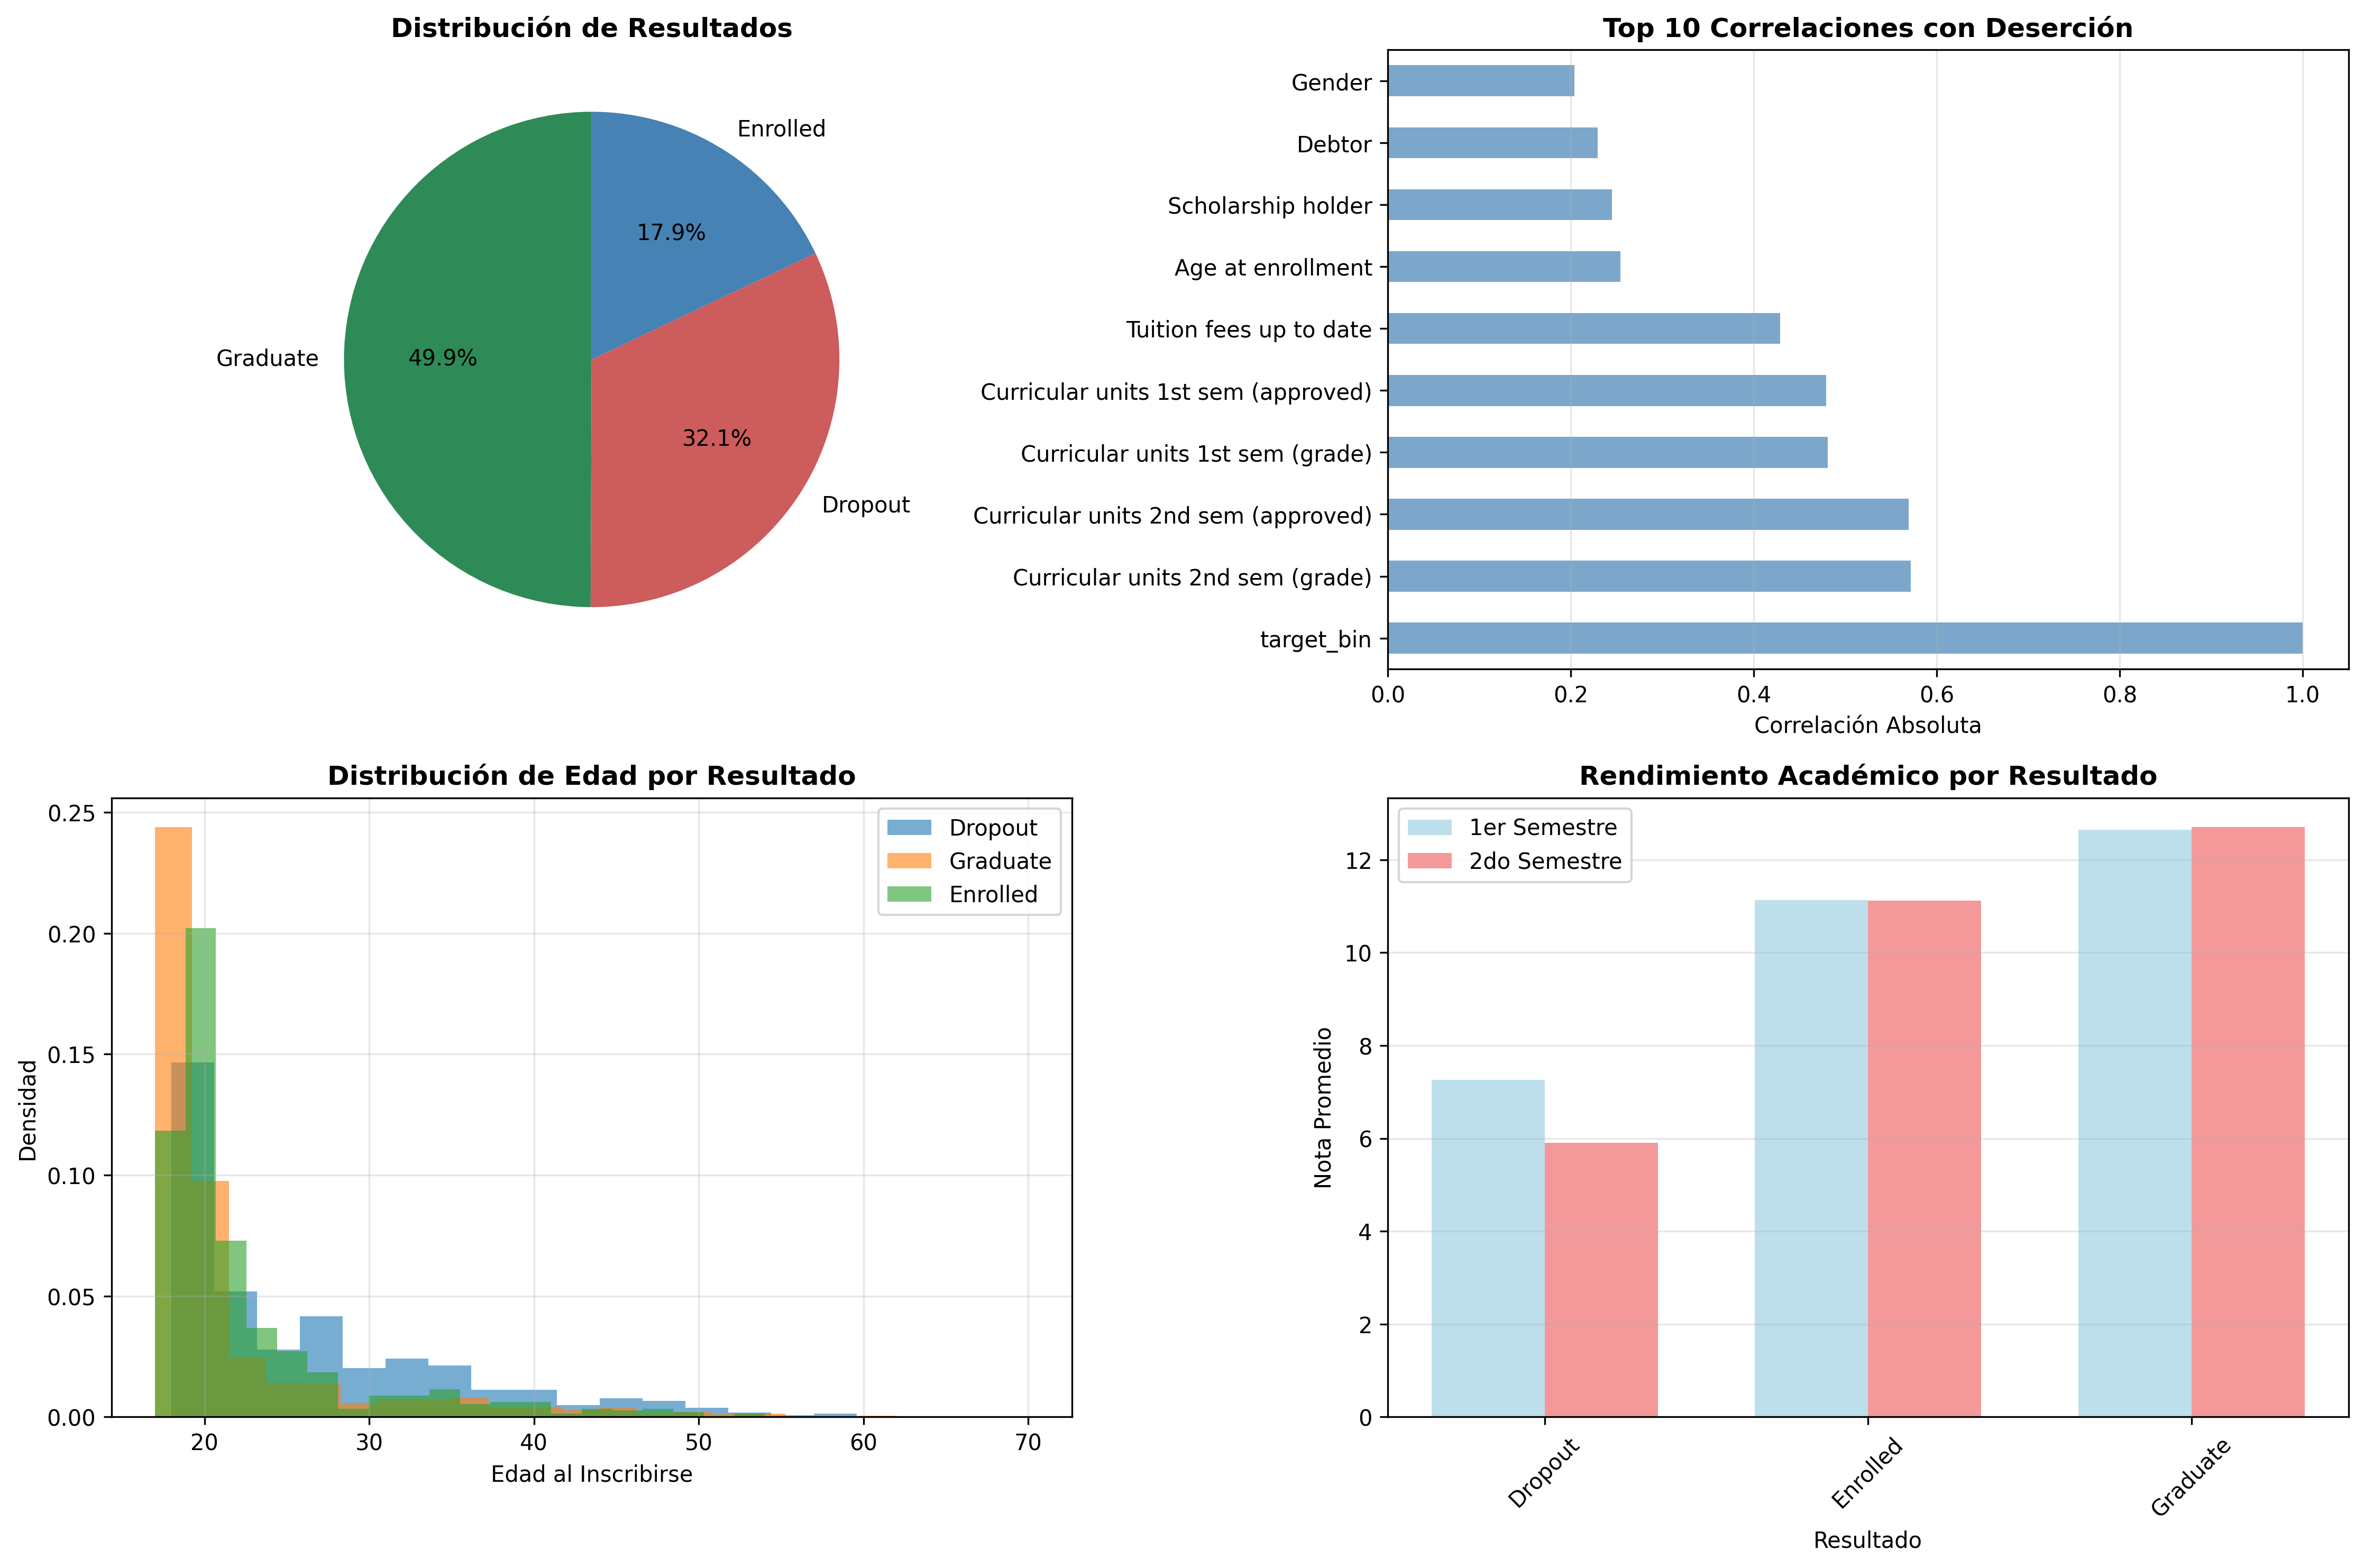 Distribución de Resultados
Enrolled
17.9%
Graduate
49.9%
32.1%
Dropout
Top 10 Correlaciones con Deserción
Gender
Debtor
Scholarship holder
Age at enrollment
Tuition fees up to date
Curricular units 1st sem (approved)
Curricular units 1st sem (grade)
Curricular units 2nd sem (approved)
Curricular units 2nd sem (grade)
target_bin
0.0 0.2 0.4 0.6 0.8 1.0
Correlación Absoluta
Distribución de Edad por Resultado
Densidad
0.25
0.20
0.15
0.10
0.05
0.00
Dropout
Graduate
Enrolled
20 30 40 50 60 70
Edad al Inscribirse
Rendimiento Académico por Resultado
Nota Promedio
12
10
8
6
4
2
0
1er Semestre
2do Semestre
Dropout
Enrolled
Graduate
Resultado